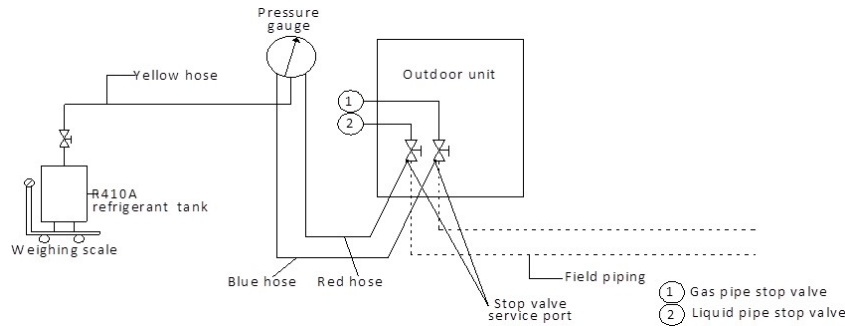 Pressure
gauge
Yellow hose
Outdoor unit
1
2
R410A
refrigerant tank
Weighing scale
Blue hose
Red hose
Stop valve
service port
Field piping
1 Gas pipe stop valve
2 Liquid pipe stop valve